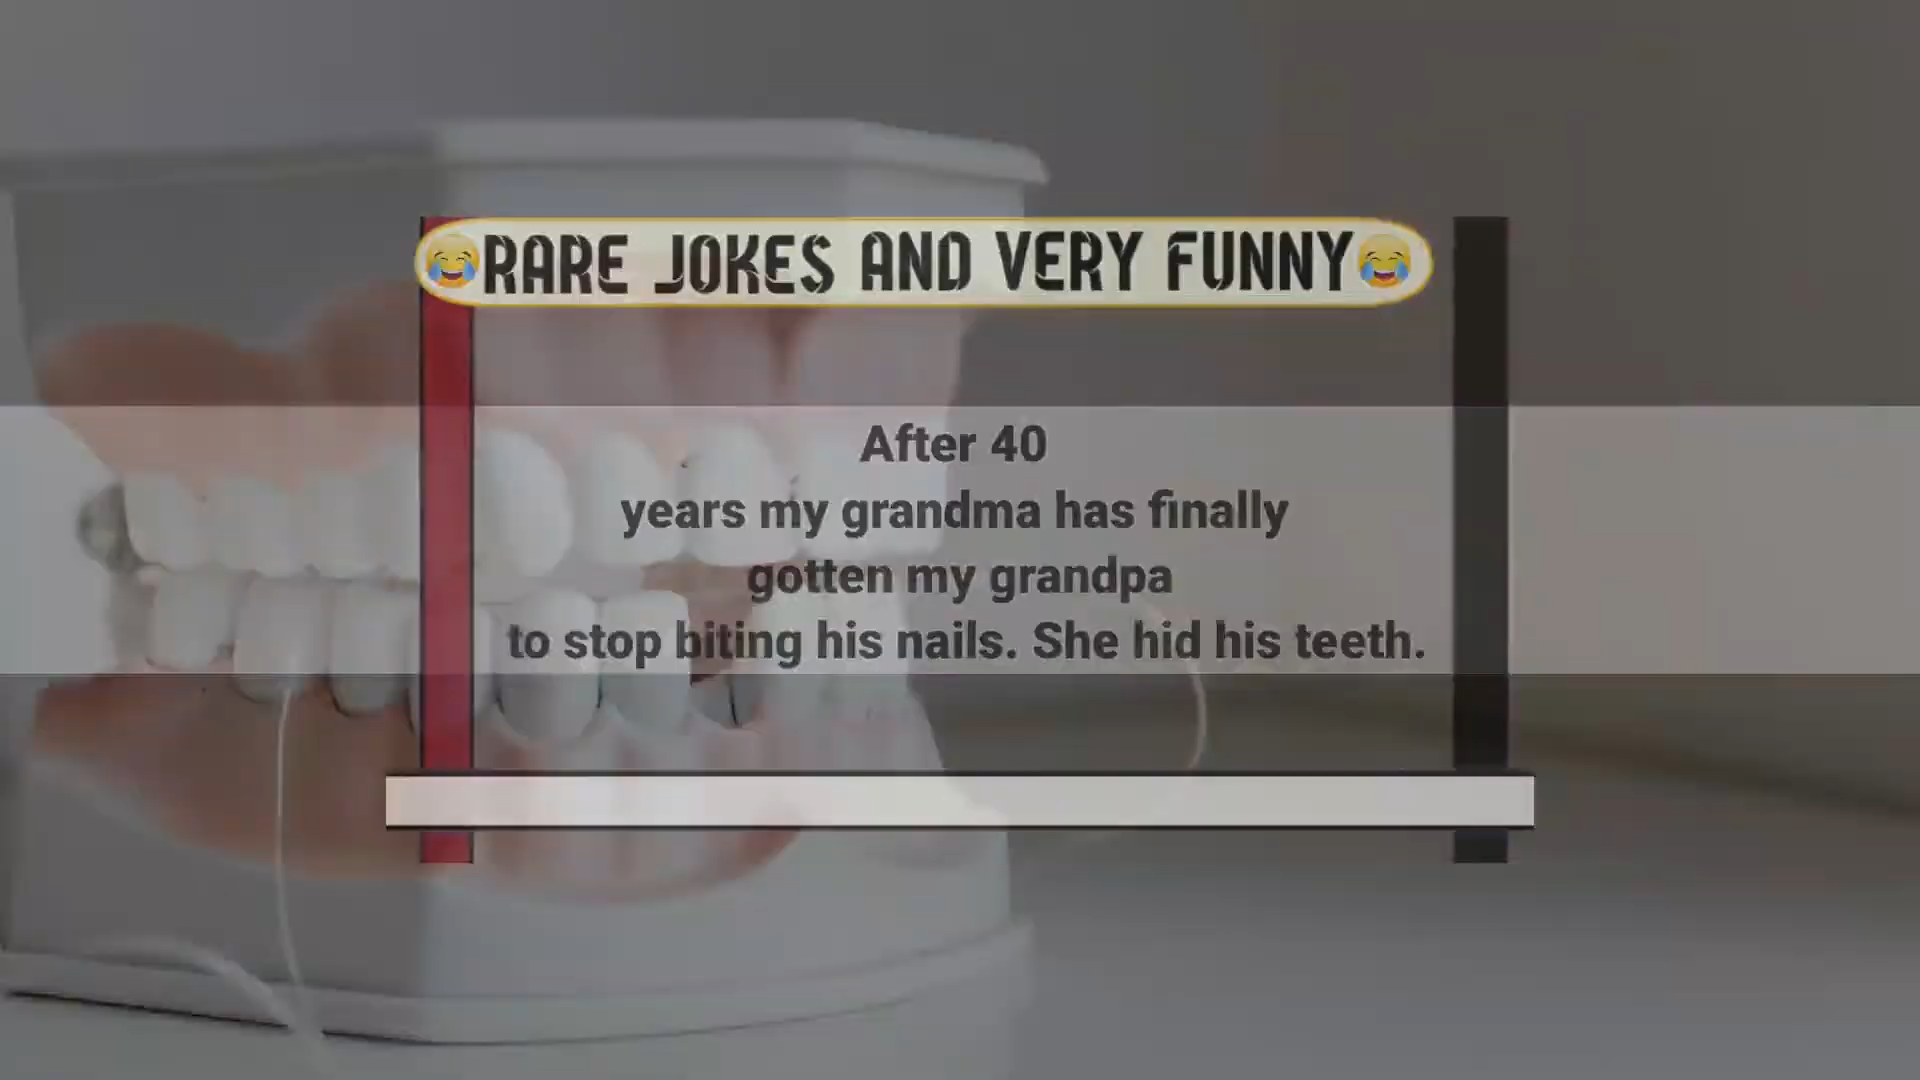 😂RARE JOKES AND VERY FUNNY😂
After 40
years my grandma has finally
gotten my grandpa
to stop biting his nails. She hid his teeth.